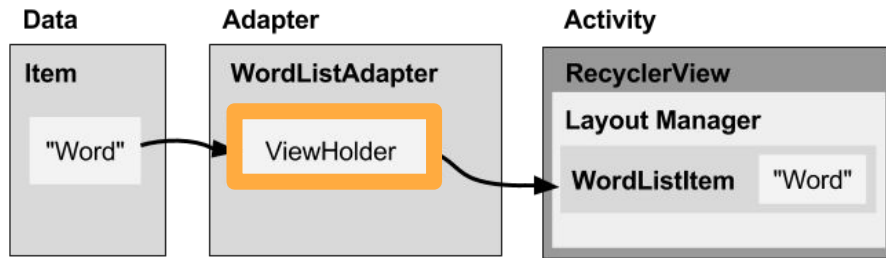 Data
Adapter
Activity
Item
WordListAdapter
RecyclerView
Layout Manager
"Word"
ViewHolder
WordListItem
"Word"